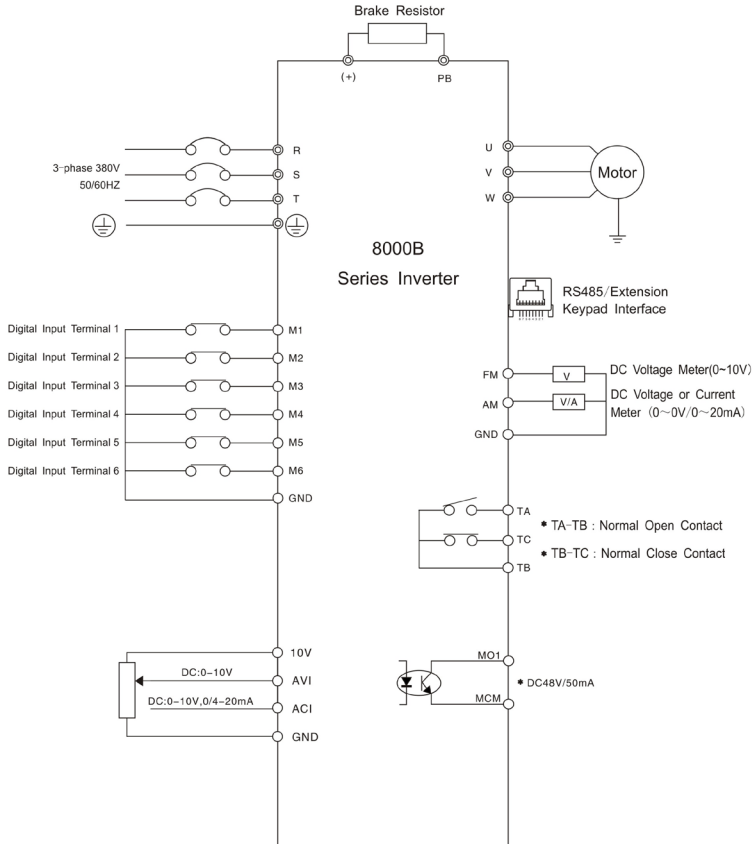 Brake Resistor
(+)
PB
R
3-phase 380V
S
50/60HZ
T
U
V
W
Motor
8000B
Series Inverter
RS485/Extension
Keypad Interface
Digital Input Terminal 1
M1
Digital Input Terminal 2
M2
Digital Input Terminal 3
M3
Digital Input Terminal 4
M4
Digital Input Terminal 5
M5
Digital Input Terminal 6
M6
GND
FM
V
DC Voltage Meter(0~10V)
AM
V/A
DC Voltage or Current
Meter (0～0V/0～20mA)
GND
TA
* TA-TB : Normal Open Contact
TC
* TB-TC : Normal Close Contact
TB
10V
DC:0-10V
AVI
DC:0-10V,0/4-20mA
ACI
GND
MO1
* DC48V/50mA
MCM